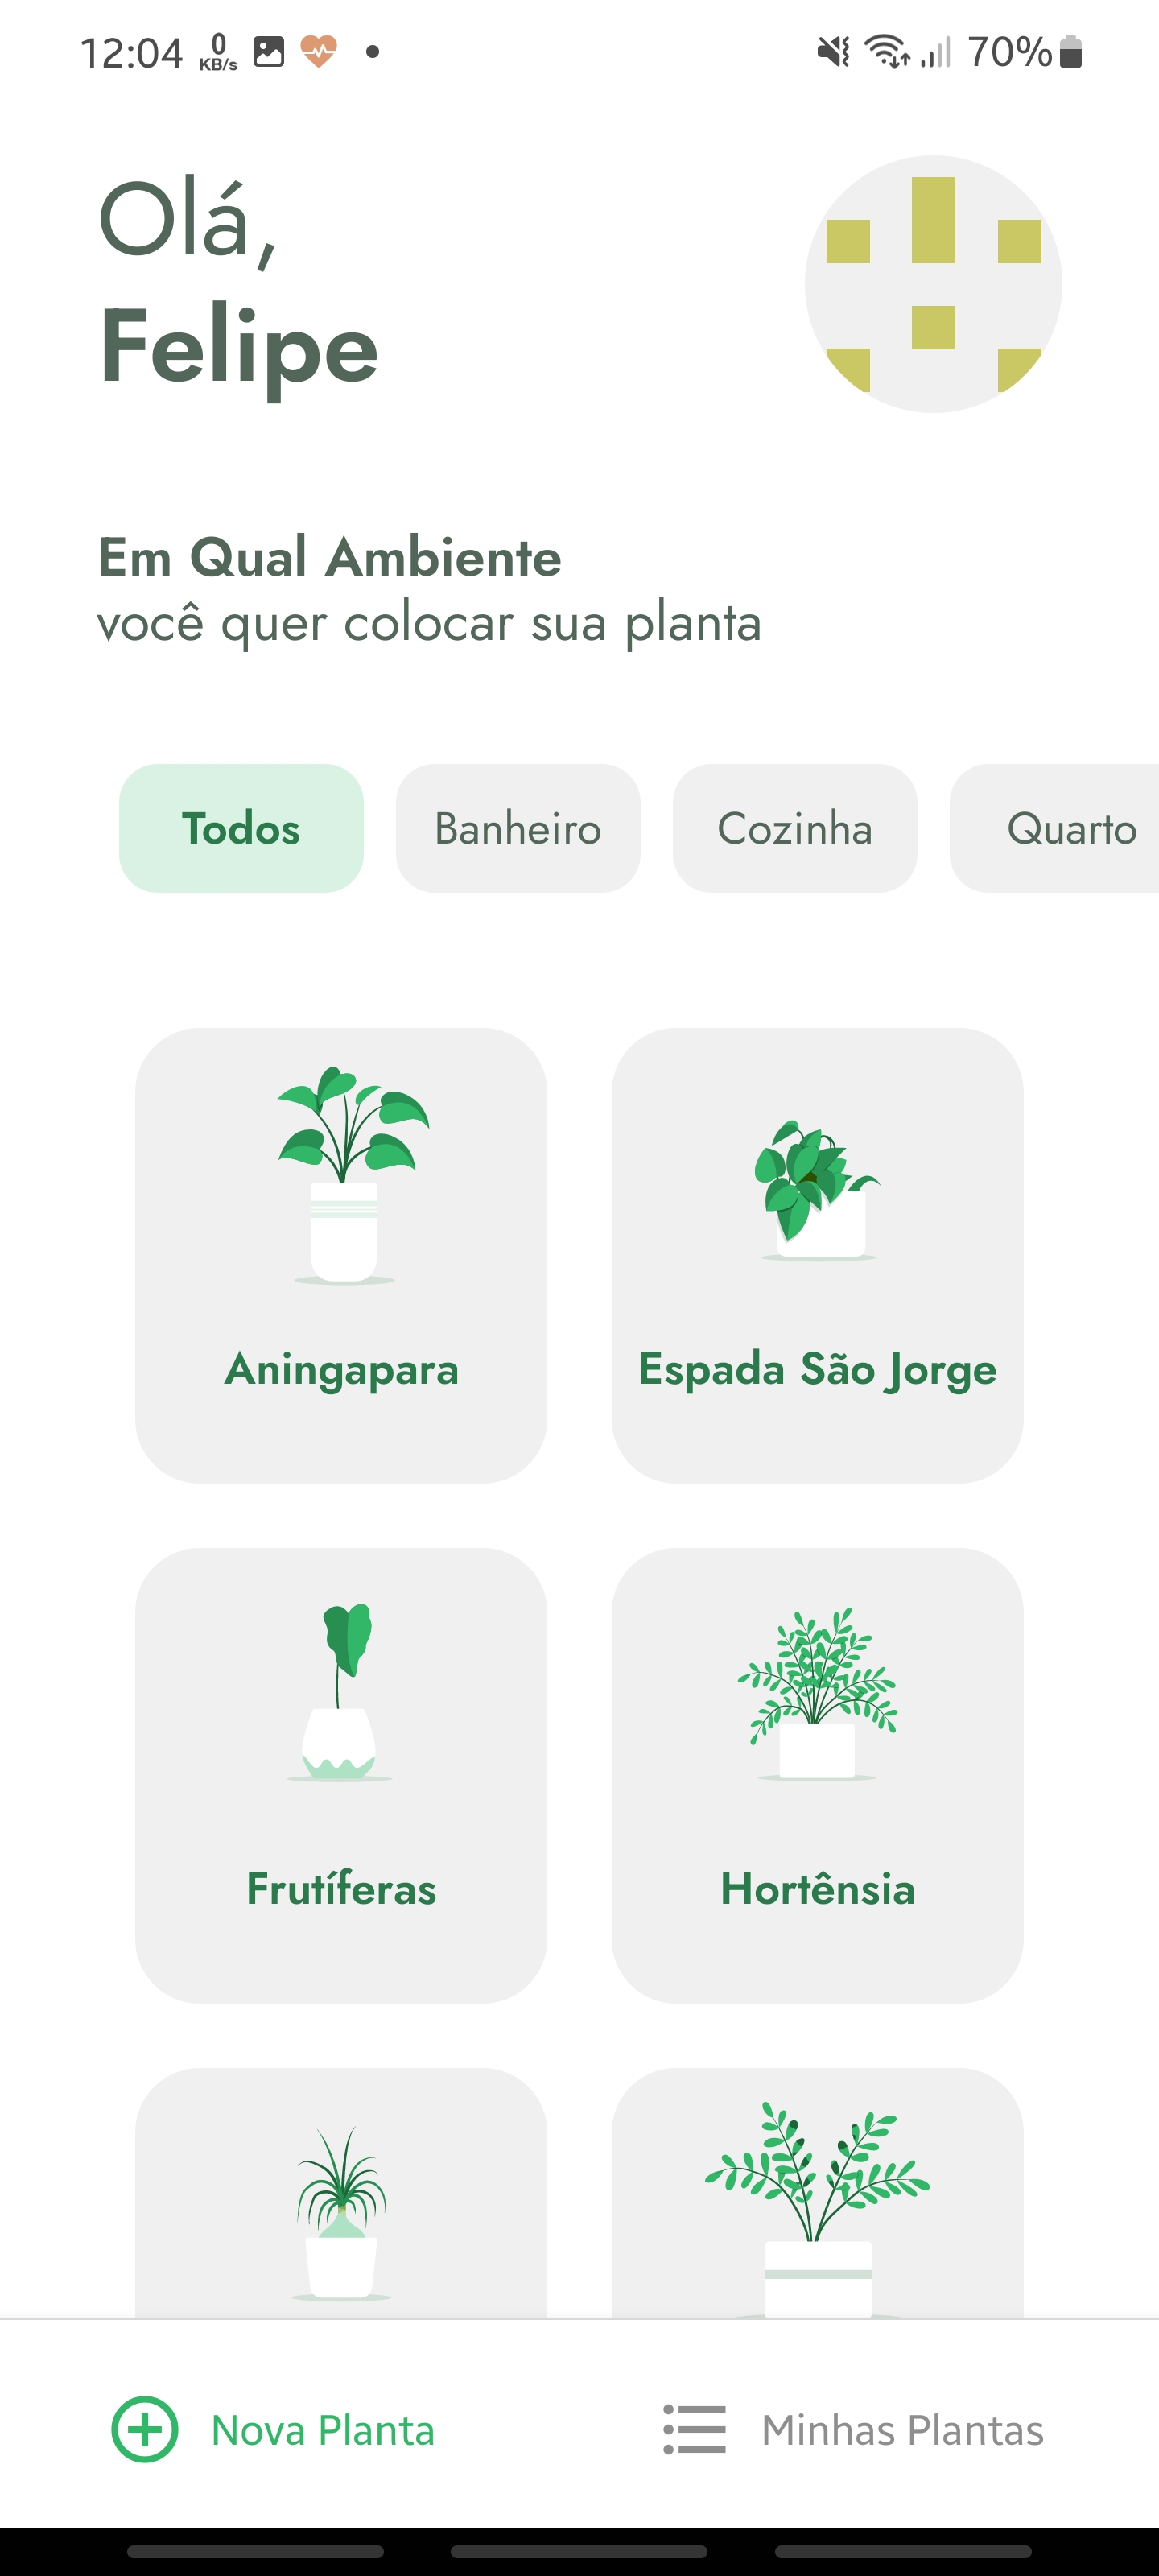 12:04 0 KB/s 70%
Olá,
Felipe
Em Qual Ambiente
você quer colocar sua planta
Todos Banheiro Cozinha Quarto
Aningapara Espada São Jorge
Frutíferas Hortênsia
Nova Planta Minhas Plantas